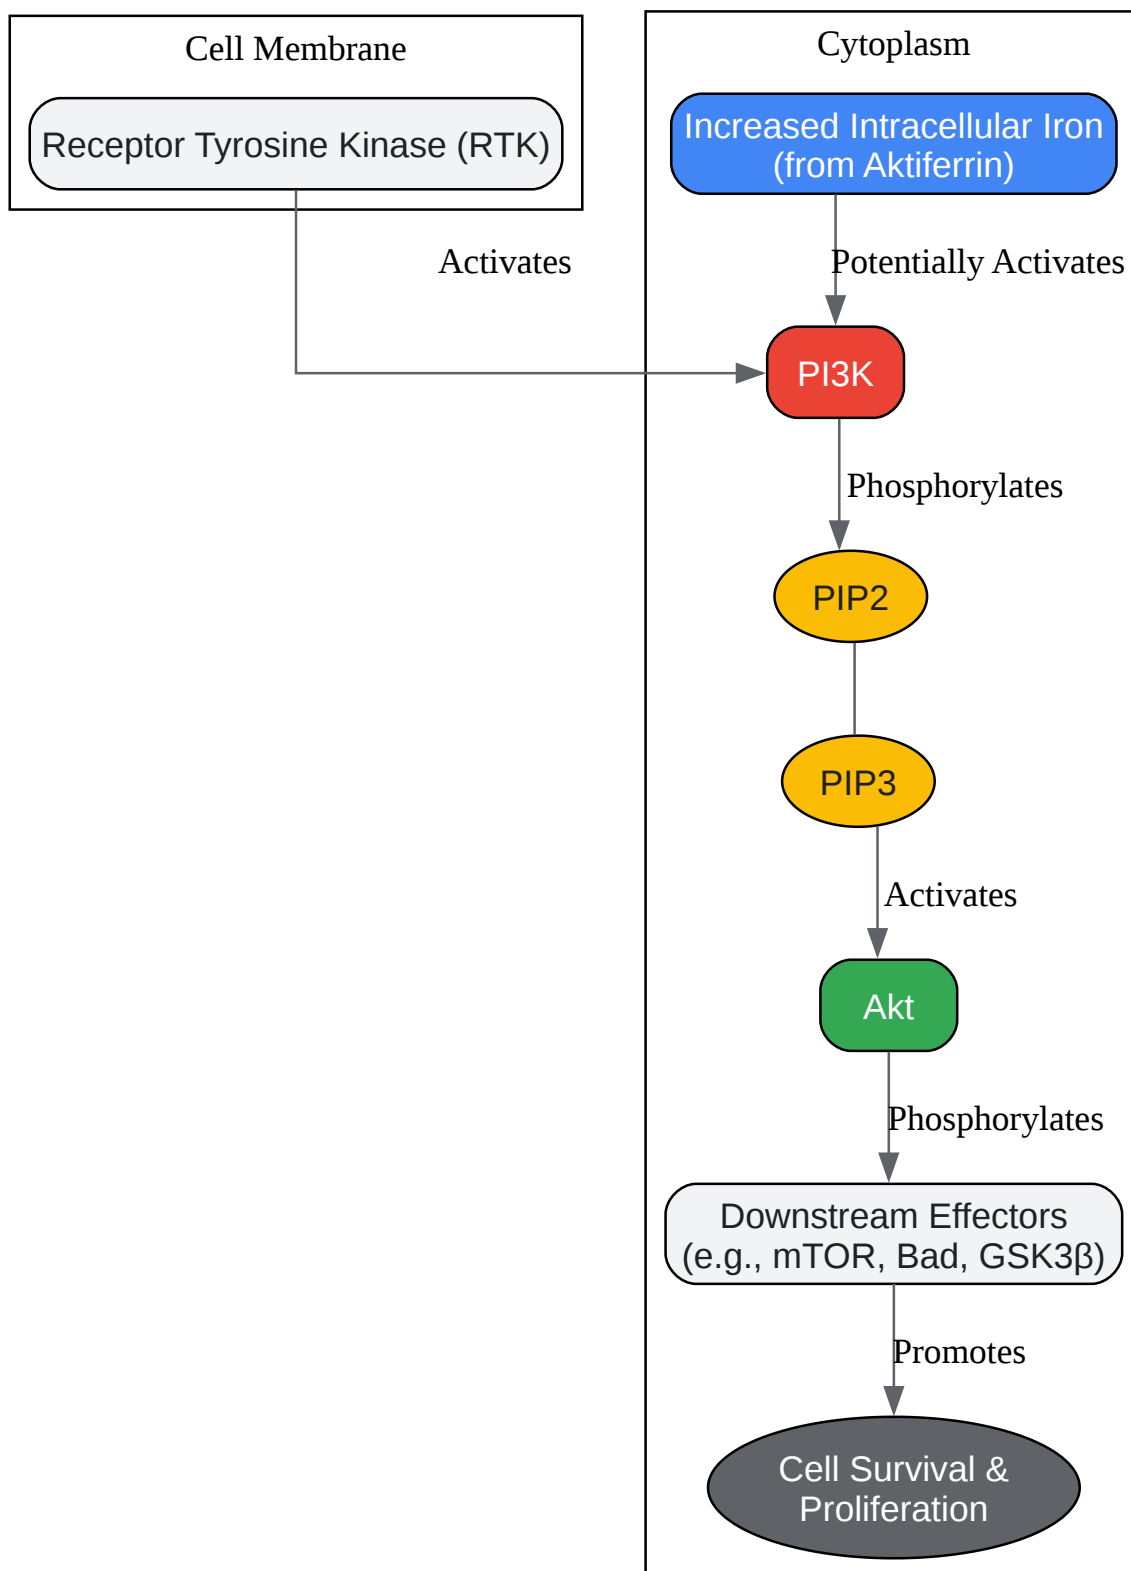 Cell Membrane
Receptor Tyrosine Kinase (RTK)
Activates
Cytoplasm
Increased Intracellular Iron
(from Aktiferrin)
Potentially Activates
PI3K
Phosphorylates
PIP2
PIP3
Activates
Akt
Phosphorylates
Downstream Effectors
(e.g., mTOR, Bad, GSK3β)
Promotes
Cell Survival &
Proliferation